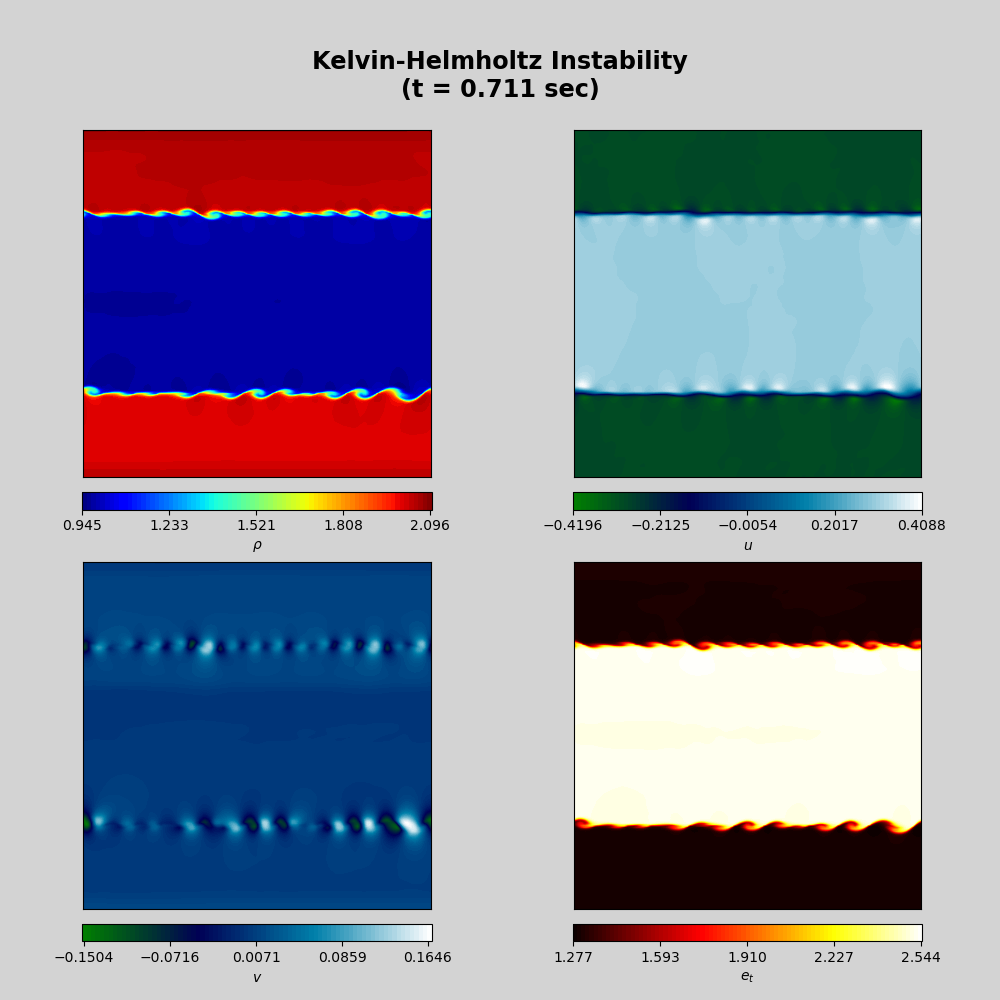 Kelvin-Helmholtz Instability
(t = 0.711 sec)
0.945 1.233 1.521 1.808 2.096
ρ
−0.4196 −0.2125 −0.0054 0.2017 0.4088
u
−0.1504 −0.0716 0.0071 0.0859 0.1646
v
1.277 1.593 1.910 2.227 2.544
e_t